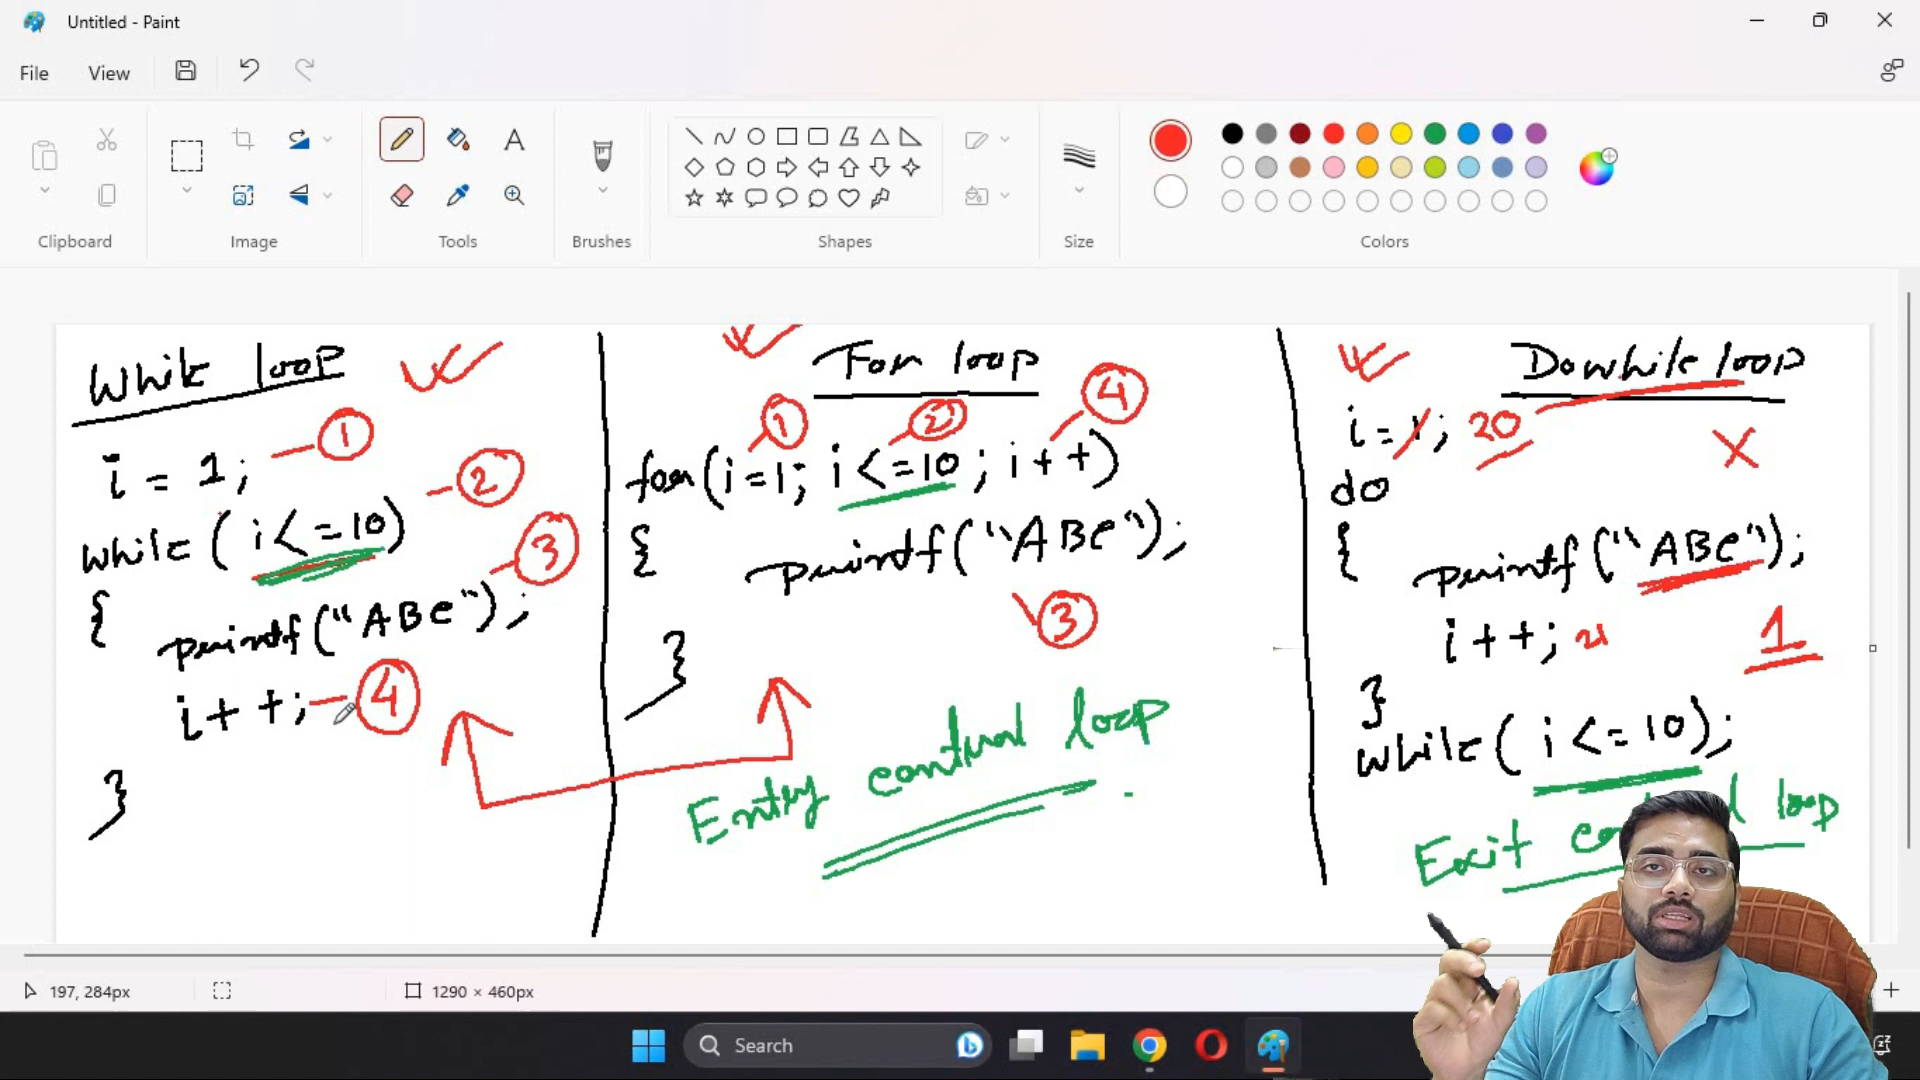 Untitled - Paint
File View
Clipboard Image Tools Brushes Shapes Size Colors
A
While loop
1
i = 1;
2
while ( i <= 10)
3
{
printf("ABC");
i++;
4
}
For loop
1 2 4
for(i=1; i<=10; i++)
{
printf("ABC");
3
}
Entry control loop
Dowhile loop
i = 1; 20
X
do
{
printf("ABC");
i++; 21
1
}
while( i <= 10);
Exit loop
197, 284px
1290 × 460px
Search